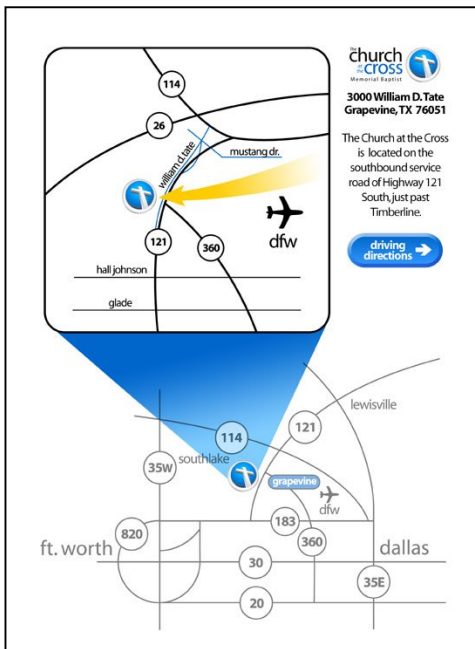 the
church
at the
cross
Memorial Baptist
3000 William D. Tate
Grapevine, TX 76051
The Church at the Cross
is located on the
southbound service
road of Highway 121
South, just past
Timberline.
driving
directions
114
26
william d. tate
mustang dr.
dfw
121
360
hall johnson
glade
lewisville
121
114
southlake
35W
grapevine
dfw
183
820
360
ft. worth
dallas
30
35E
20